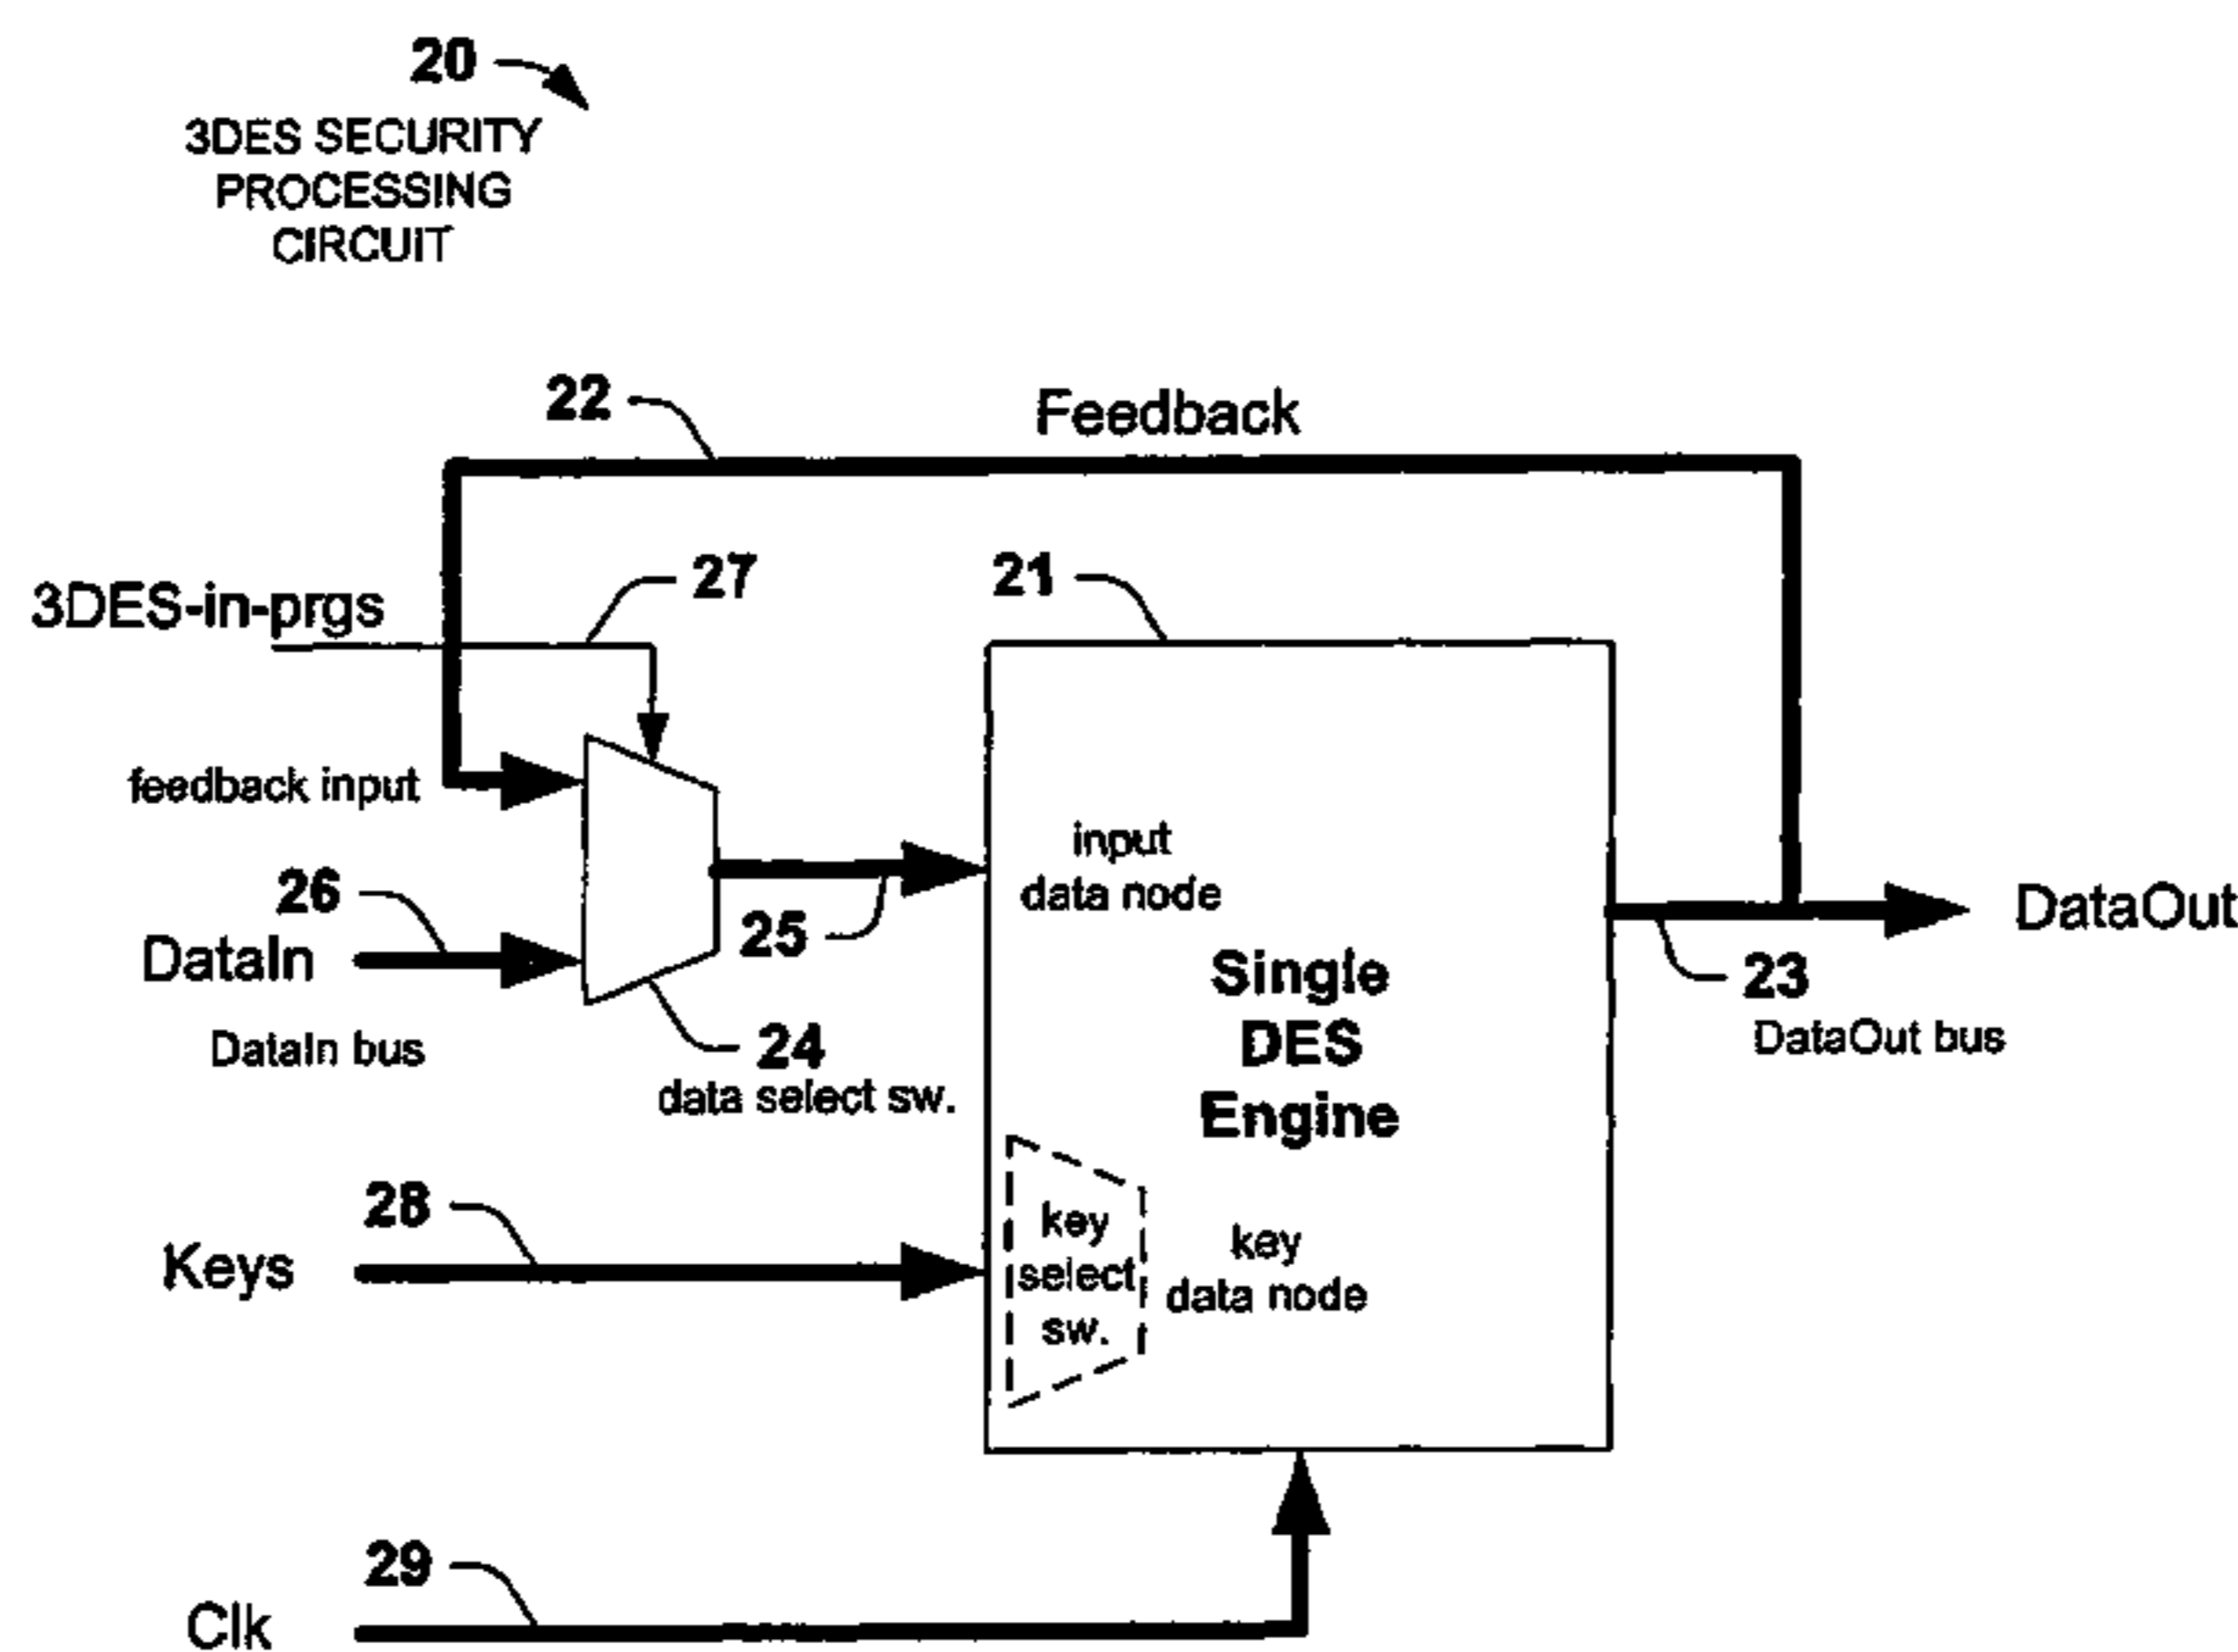 20
3DES SECURITY
PROCESSING
CIRCUIT
22
Feedback
3DES-in-prgs
27
21
feedback input
input
data node
26
25
DataIn
DataIn bus
24
data select sw.
Single
DES
Engine
DataOut
23
DataOut bus
28
Keys
key
select
sw.
key
data node
29
Clk